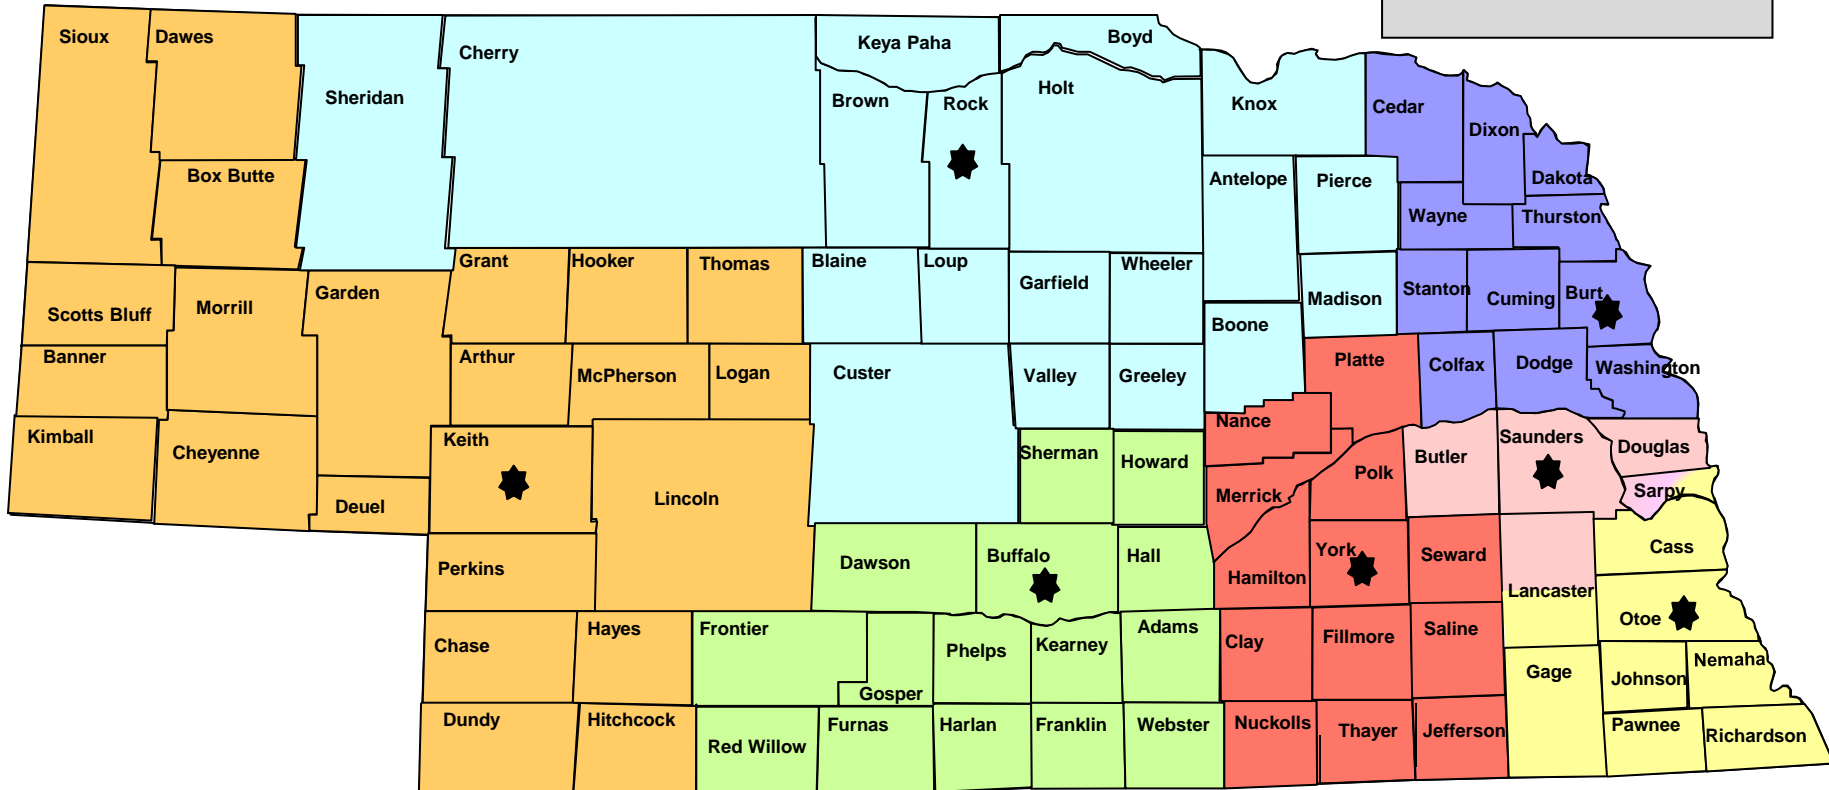 Sioux
Dawes
Sheridan
Cherry
Keya Paha
Boyd
Brown
Rock
Holt
Knox
Cedar
Dixon
Box Butte
Antelope
Pierce
Dakota
Wayne
Thurston
Grant
Hooker
Thomas
Blaine
Loup
Garfield
Wheeler
Madison
Stanton
Cuming
Burt
Scotts Bluff
Morrill
Garden
Boone
Banner
Arthur
McPherson
Logan
Custer
Valley
Greeley
Platte
Colfax
Dodge
Washington
Kimball
Cheyenne
Keith
Nance
Sherman
Howard
Butler
Saunders
Douglas
Deuel
Lincoln
Merrick
Polk
Sarpy
Perkins
Dawson
Buffalo
Hall
Hamilton
York
Seward
Cass
Lancaster
Otoe
Chase
Hayes
Frontier
Gosper
Phelps
Kearney
Adams
Clay
Fillmore
Saline
Gage
Johnson
Nemaha
Dundy
Hitchcock
Red Willow
Furnas
Harlan
Franklin
Webster
Nuckolls
Thayer
Jefferson
Pawnee
Richardson